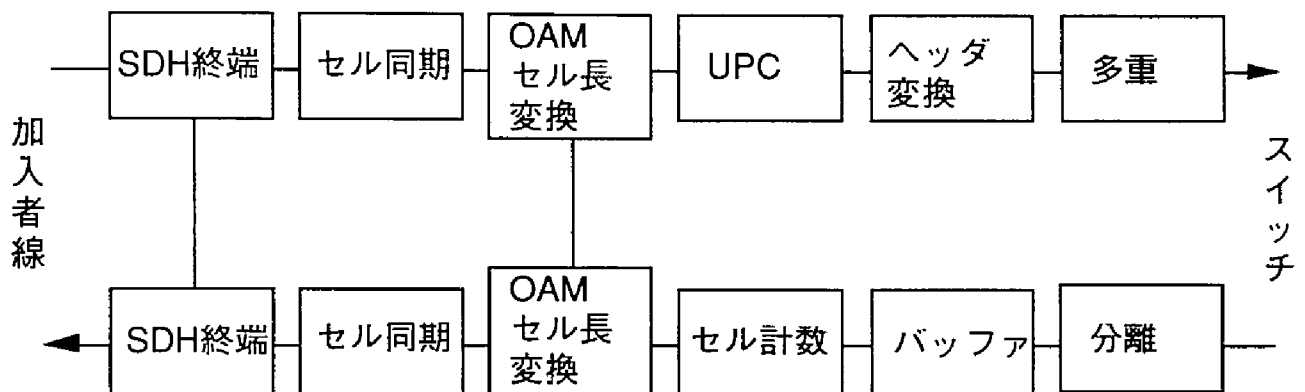 SDH終端
セル同期
OAM
セル長
変換
UPC
ヘッダ
変換
多重
加入者線
スイッチ
SDH終端
セル同期
OAM
セル長
変換
セル計数
バッファ
分離